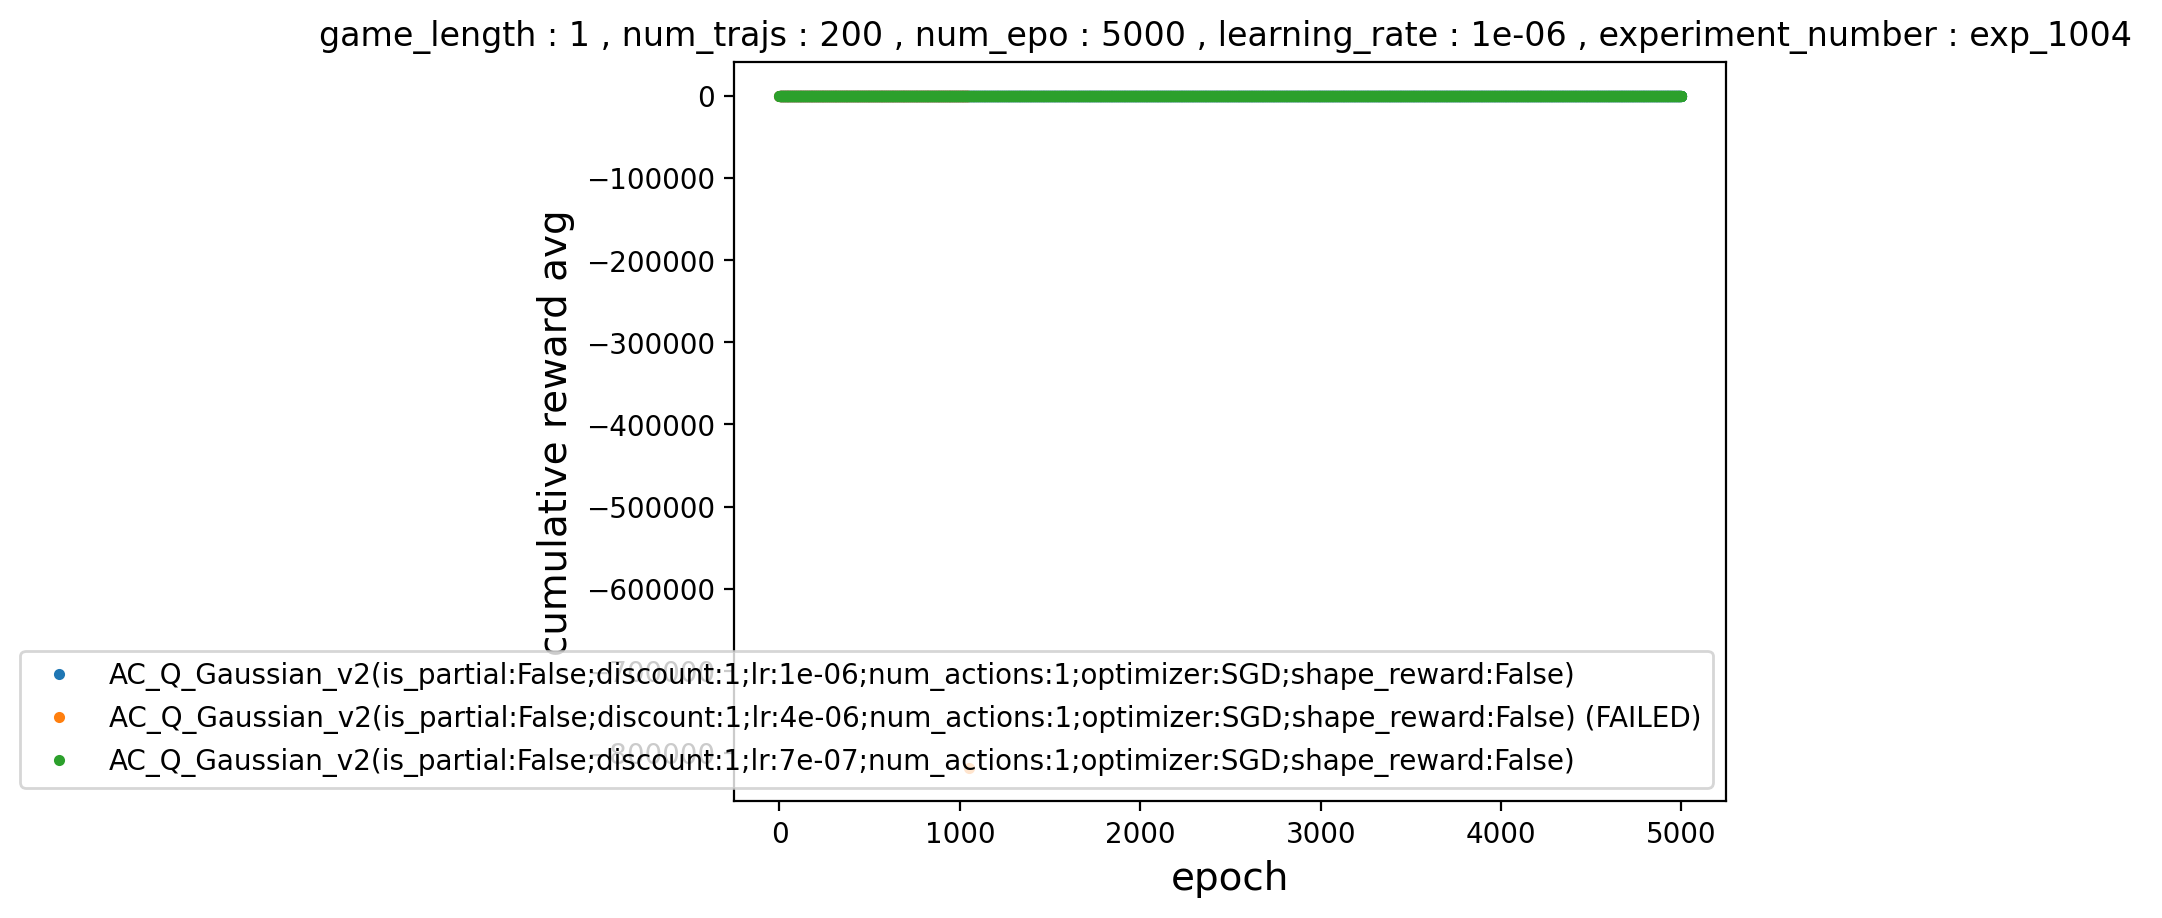 game_length : 1 , num_trajs : 200 , num_epo : 5000 , learning_rate : 1e-06 , experiment_number : exp_1004
cumulative reward avg
0
−100000
−200000
−300000
−400000
−500000
−600000
−700000
−800000
AC_Q_Gaussian_v2(is_partial:False;discount:1;lr:1e-06;num_actions:1;optimizer:SGD;shape_reward:False)
AC_Q_Gaussian_v2(is_partial:False;discount:1;lr:4e-06;num_actions:1;optimizer:SGD;shape_reward:False) (FAILED)
AC_Q_Gaussian_v2(is_partial:False;discount:1;lr:7e-07;num_actions:1;optimizer:SGD;shape_reward:False)
0 1000 2000 3000 4000 5000
epoch